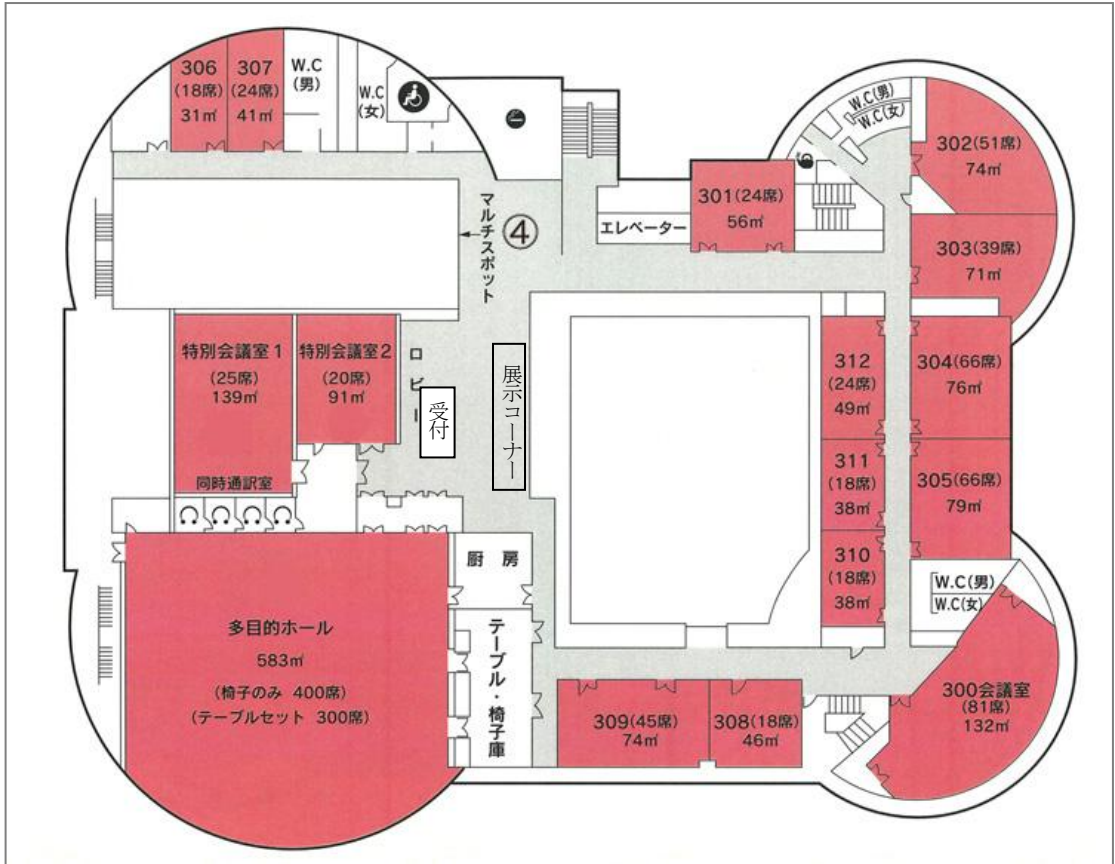 306
(18席)
31㎡
307
(24席)
41㎡
W.C
(男)
W.C
(女)
W.C(男)
W.C(女)
302(51席)
74㎡
301(24席)
56㎡
エレベーター
マルチスポット
④
303(39席)
71㎡
特別会議室1
(25席)
139㎡
特別会議室2
(20席)
91㎡
ロビー
受付
展示コーナー
312
(24席)
49㎡
304(66席)
76㎡
311
(18席)
38㎡
305(66席)
79㎡
同時通訳室
310
(18席)
38㎡
厨房
W.C(男)
W.C(女)
多目的ホール
583㎡
(椅子のみ 400席)
(テーブルセット 300席)
テーブル・椅子庫
309(45席)
74㎡
308(18席)
46㎡
300会議室
(81席)
132㎡